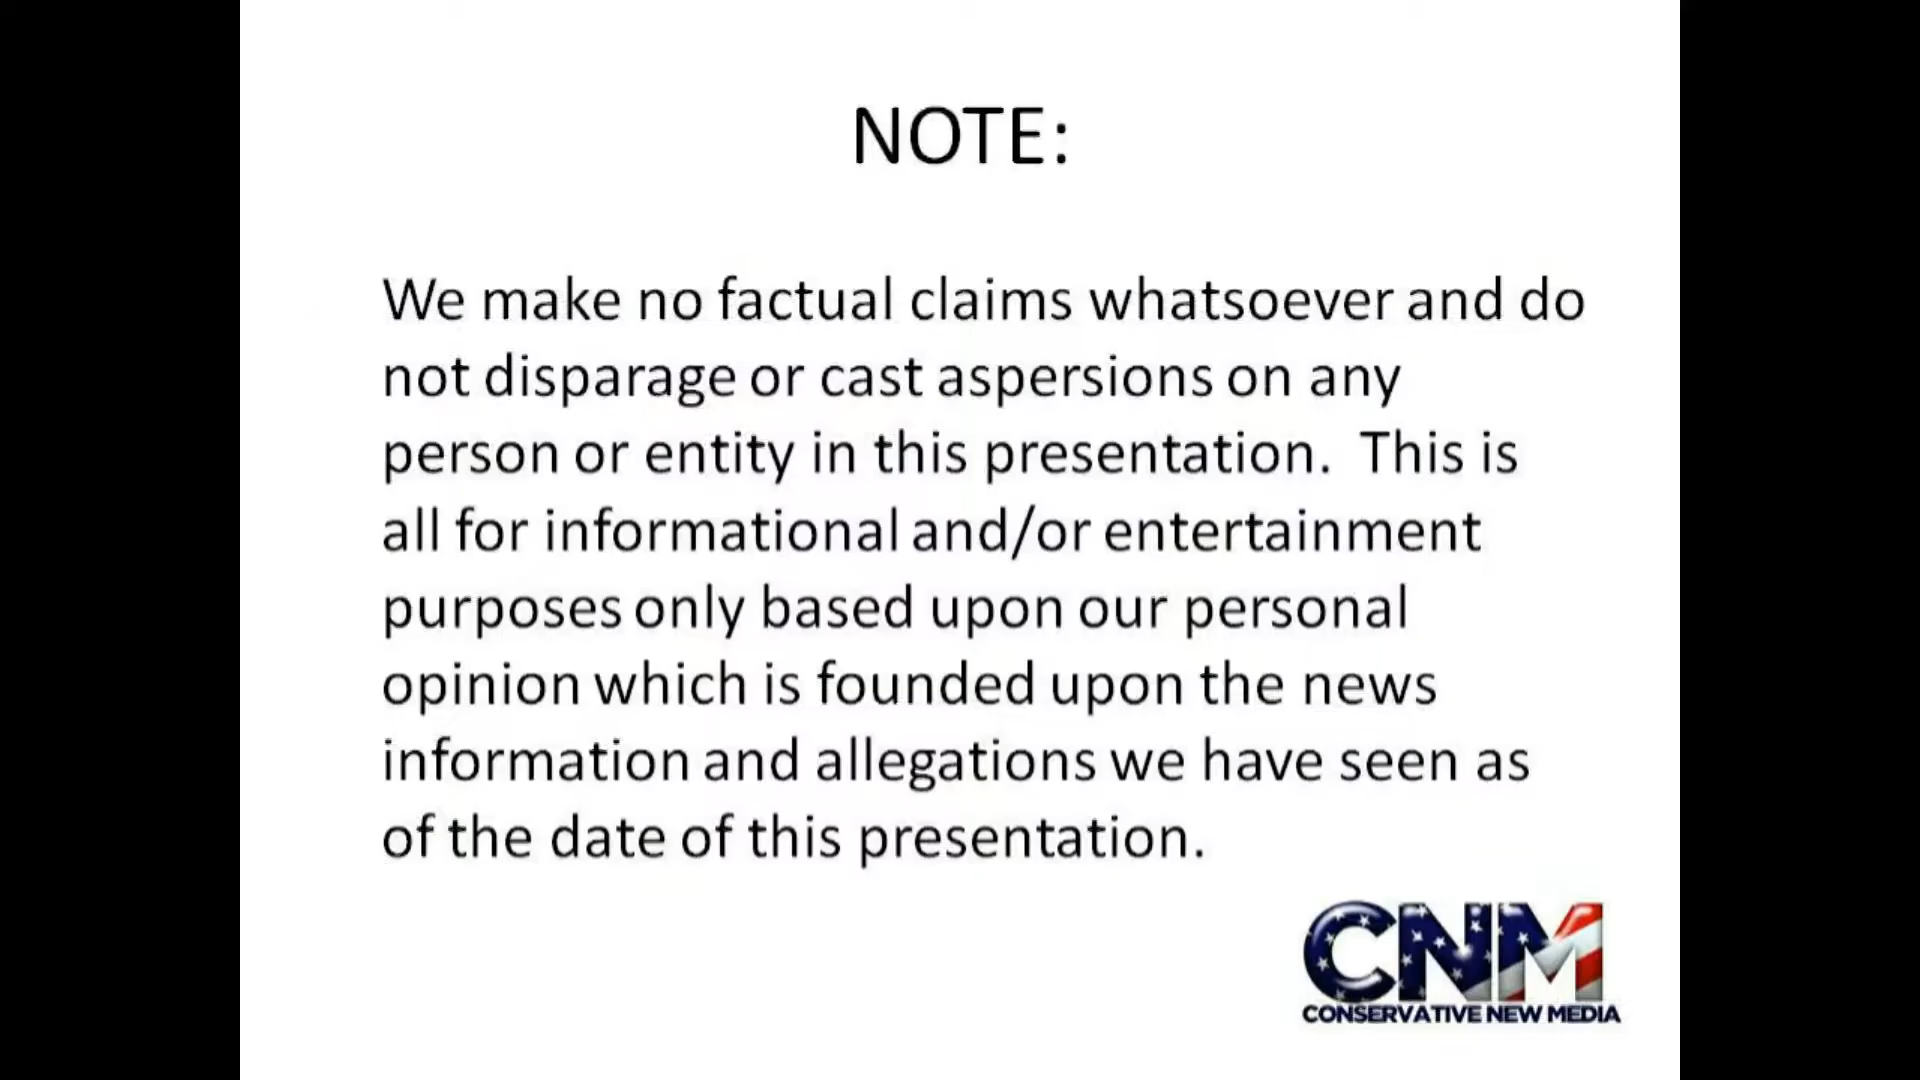 NOTE:
We make no factual claims whatsoever and do
not disparage or cast aspersions on any
person or entity in this presentation.  This is
all for informational and/or entertainment
purposes only based upon our personal
opinion which is founded upon the news
information and allegations we have seen as
of the date of this presentation.
CNM
CONSERVATIVE NEW MEDIA